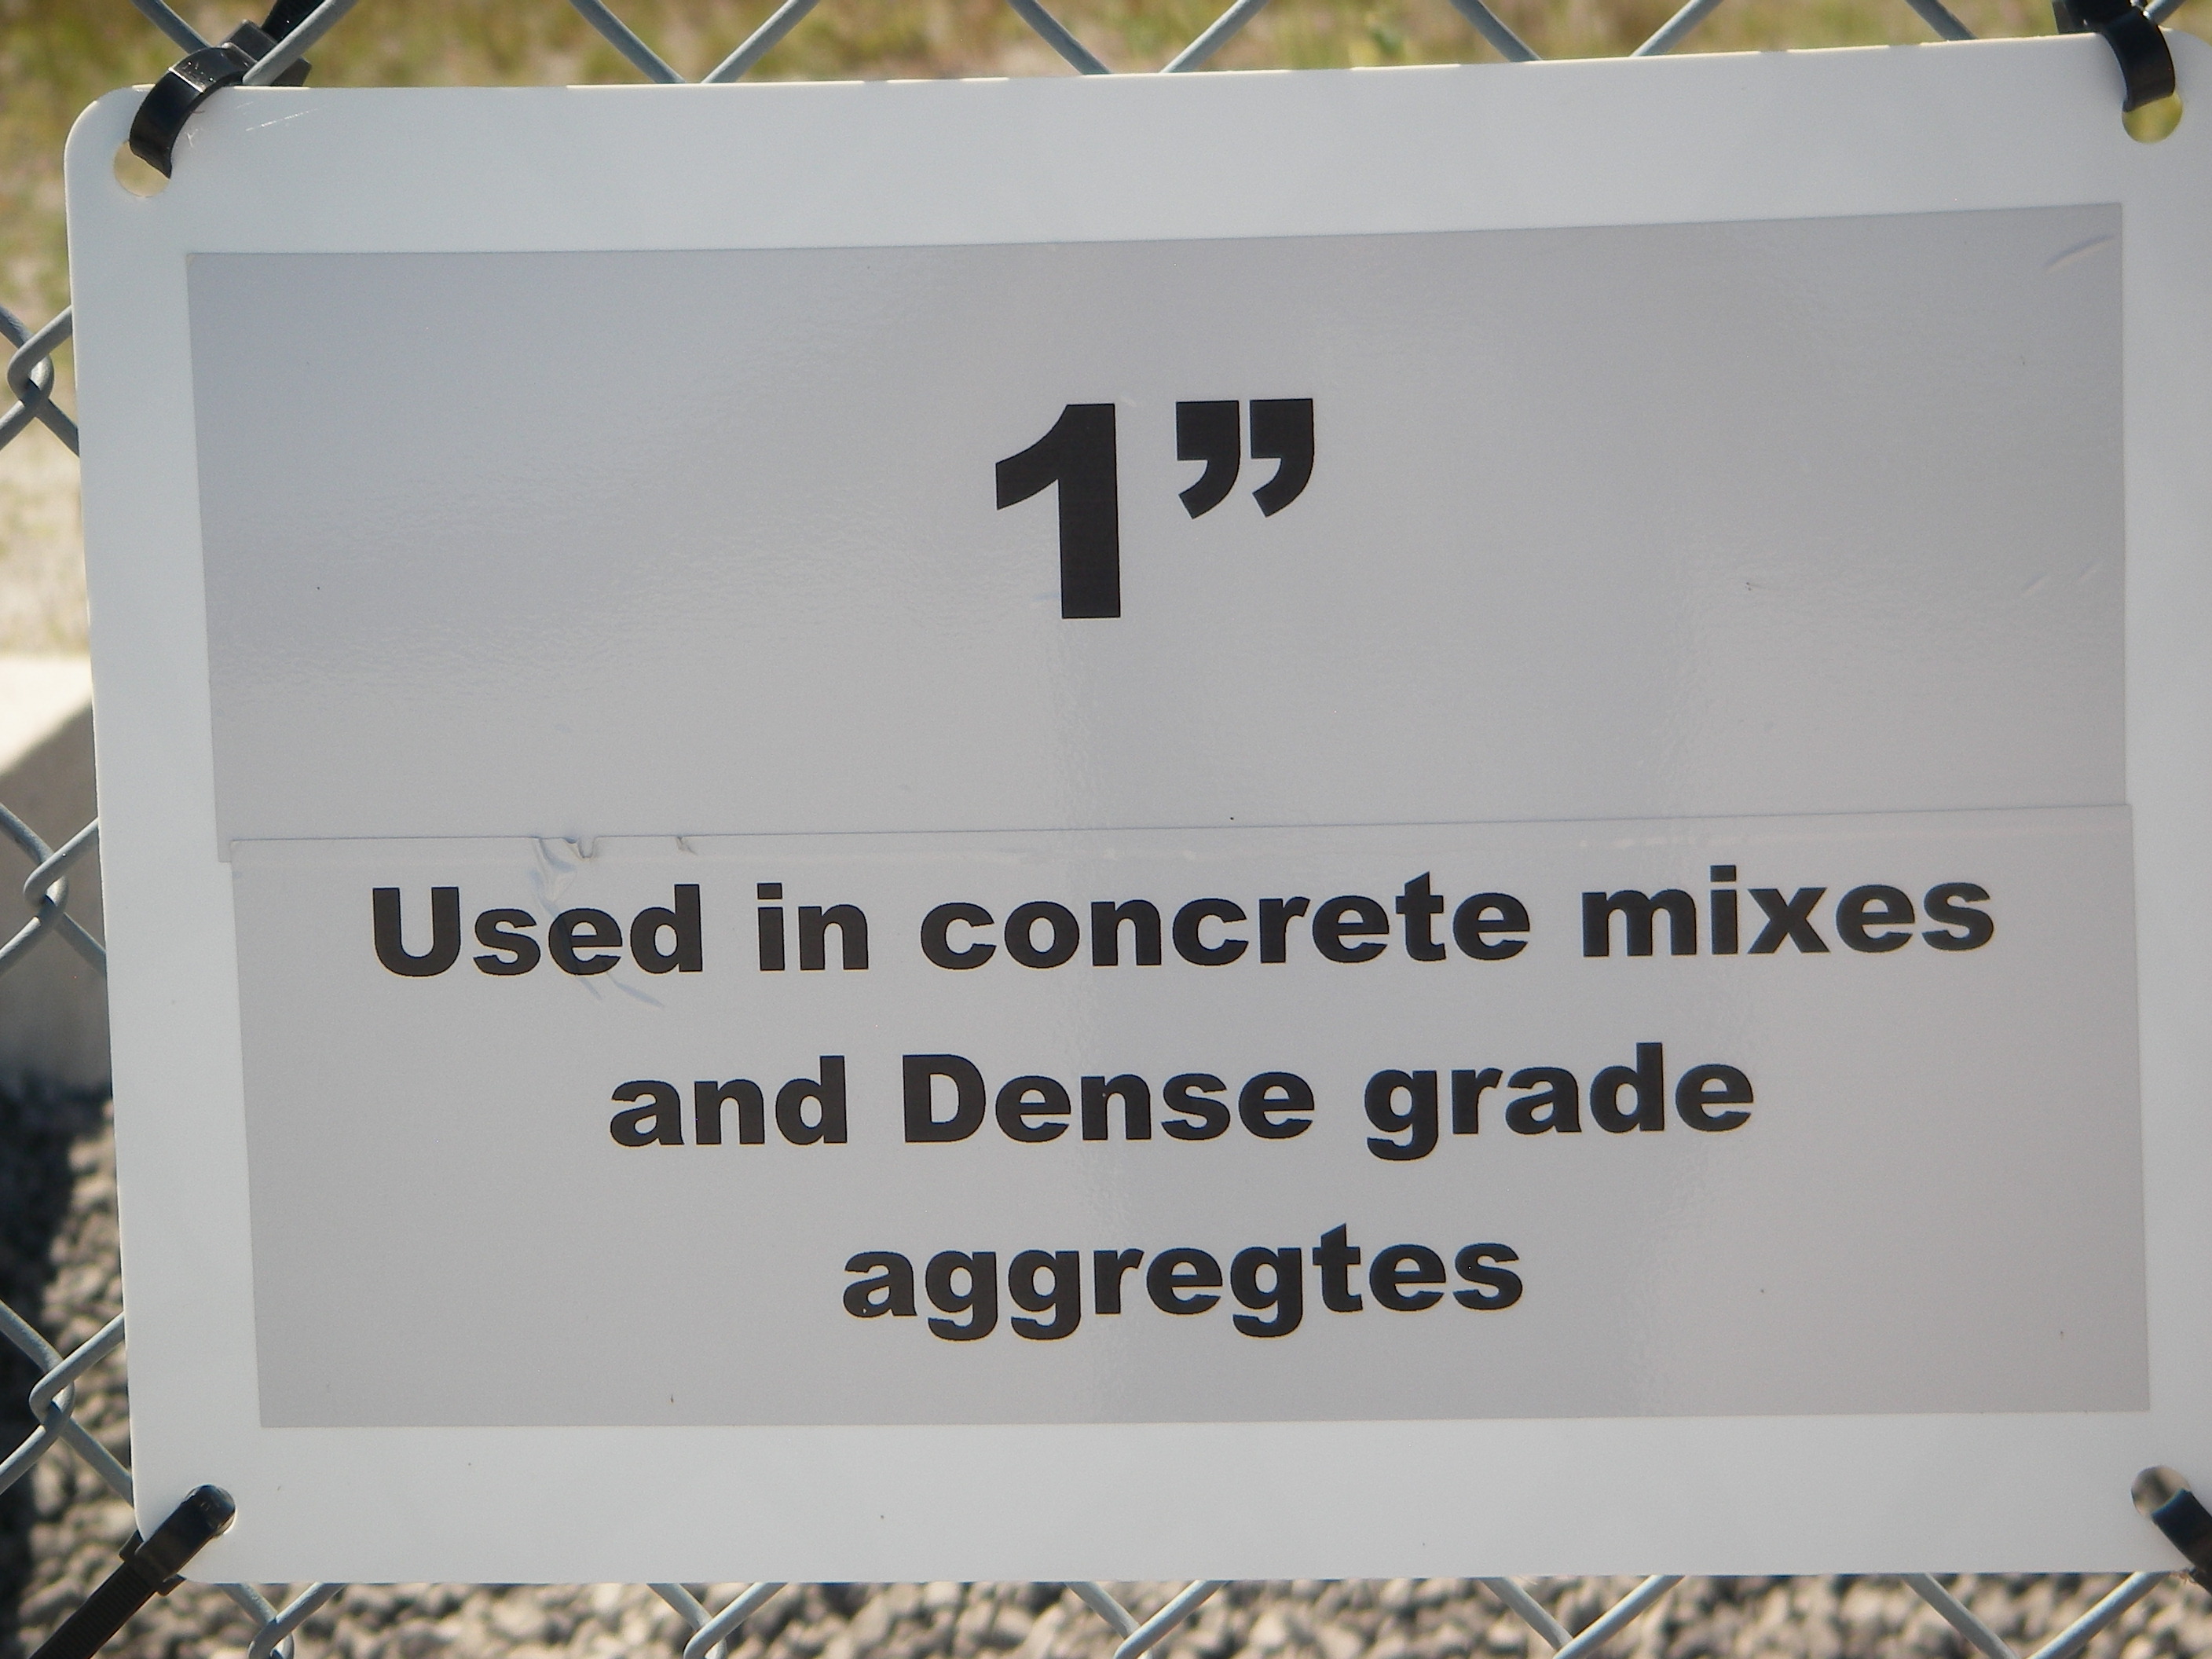 1”
Used in concrete mixes
and Dense grade
aggregtes